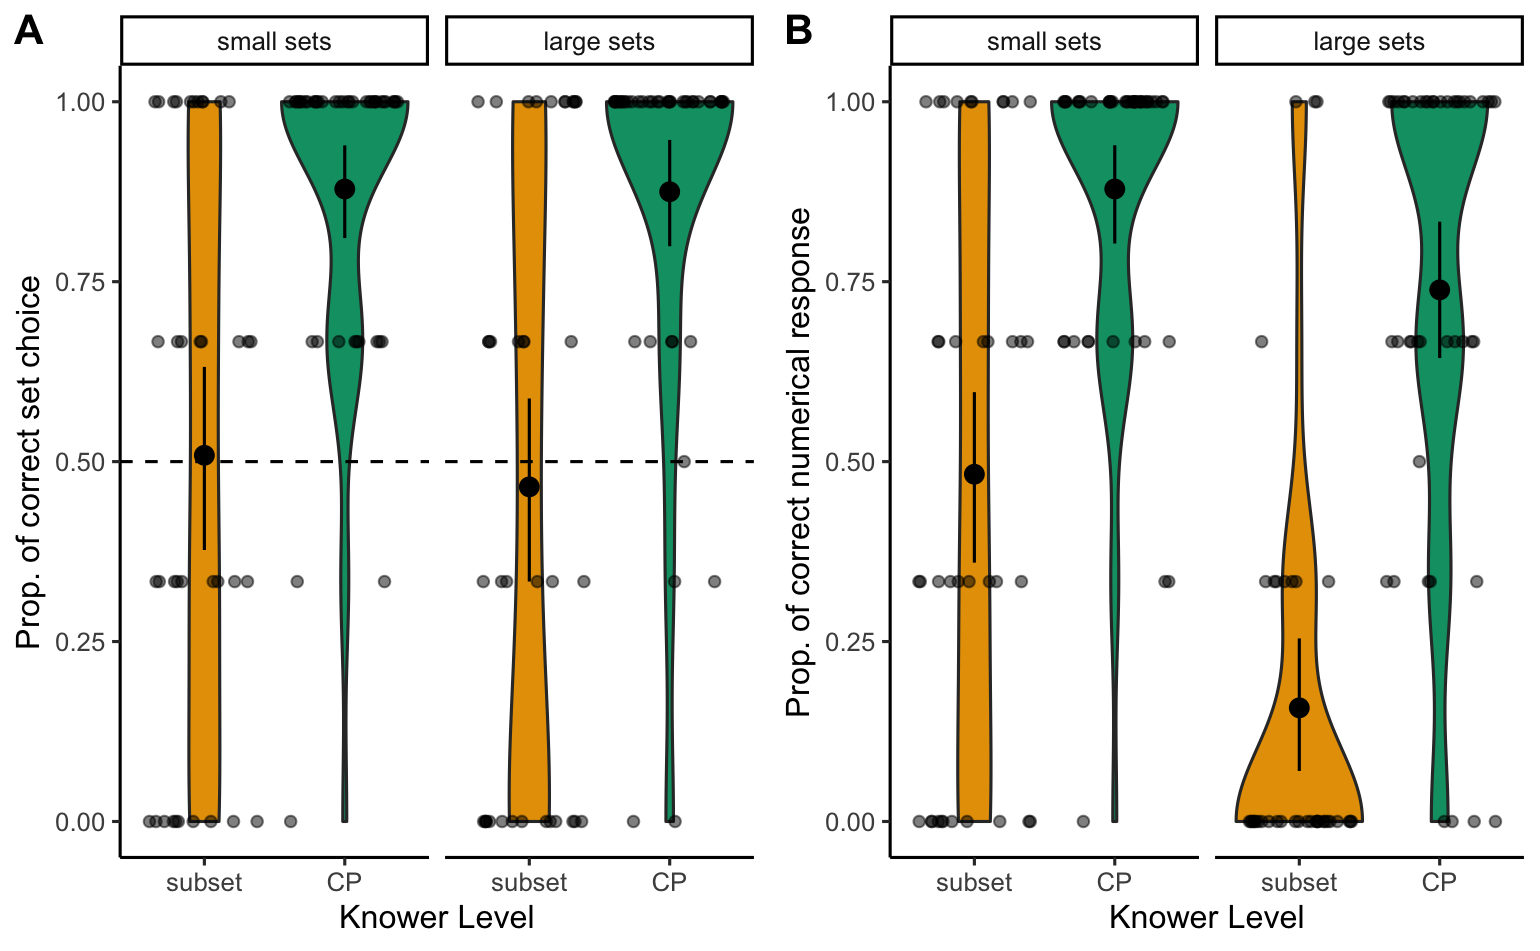 A
small sets
large sets
Prop. of correct set choice
1.00
0.75
0.50
0.25
0.00
subset
CP
subset
CP
Knower Level
B
small sets
large sets
Prop. of correct numerical response
1.00
0.75
0.50
0.25
0.00
subset
CP
subset
CP
Knower Level